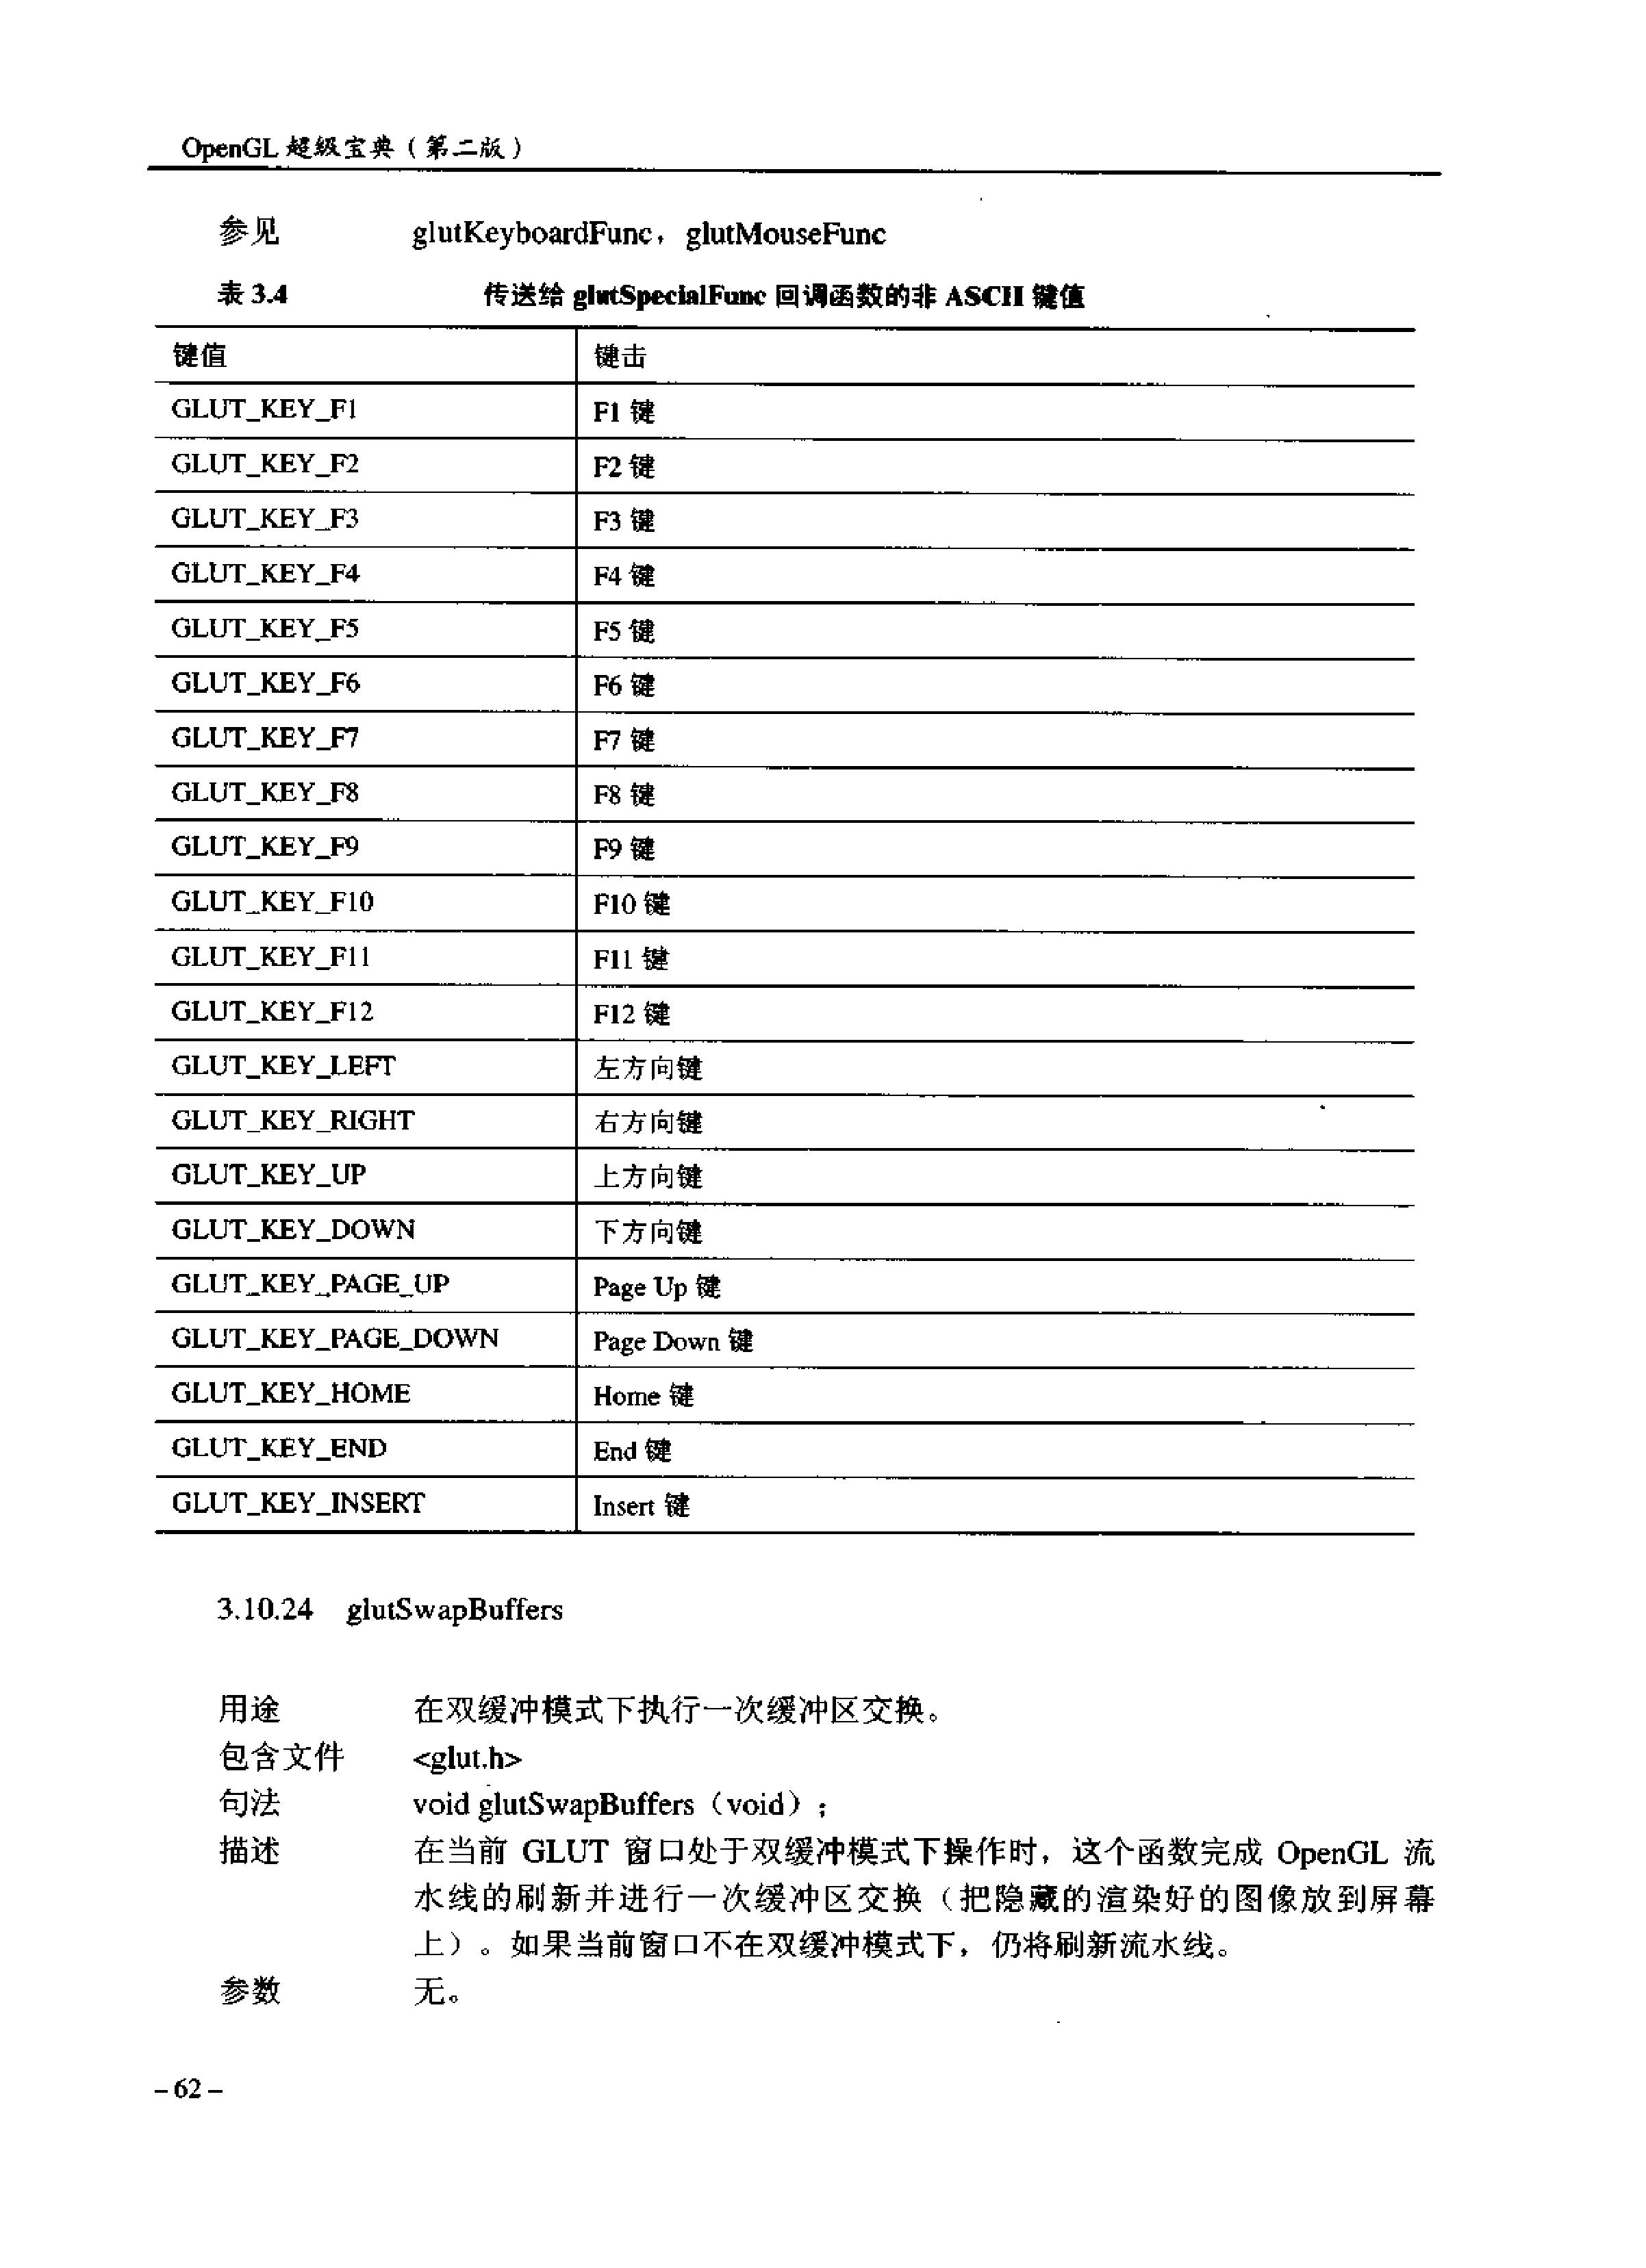 OpenGL 超级宝典（第二版）
参见 glutKeyboardFunc，glutMouseFunc
表 3.4 传送给 glutSpecialFunc 回调函数的非 ASCII 键值
键值 键击
GLUT_KEY_F1 F1 键
GLUT_KEY_F2 F2 键
GLUT_KEY_F3 F3 键
GLUT_KEY_F4 F4 键
GLUT_KEY_F5 F5 键
GLUT_KEY_F6 F6 键
GLUT_KEY_F7 F7 键
GLUT_KEY_F8 F8 键
GLUT_KEY_F9 F9 键
GLUT_KEY_F10 F10 键
GLUT_KEY_F11 F11 键
GLUT_KEY_F12 F12 键
GLUT_KEY_LEFT 左方向键
GLUT_KEY_RIGHT 右方向键
GLUT_KEY_UP 上方向键
GLUT_KEY_DOWN 下方向键
GLUT_KEY_PAGE_UP Page Up 键
GLUT_KEY_PAGE_DOWN Page Down 键
GLUT_KEY_HOME Home 键
GLUT_KEY_END End 键
GLUT_KEY_INSERT Insert 键
3.10.24 glutSwapBuffers
用途 在双缓冲模式下执行一次缓冲区交换。
包含文件 <glut.h>
句法 void glutSwapBuffers（void）;
描述 在当前 GLUT 窗口处于双缓冲模式下操作时，这个函数完成 OpenGL 流
水线的刷新并进行一次缓冲区交换（把隐藏的渲染好的图像放到屏幕
上）。如果当前窗口不在双缓冲模式下，仍将刷新流水线。
参数 无。
– 62 –